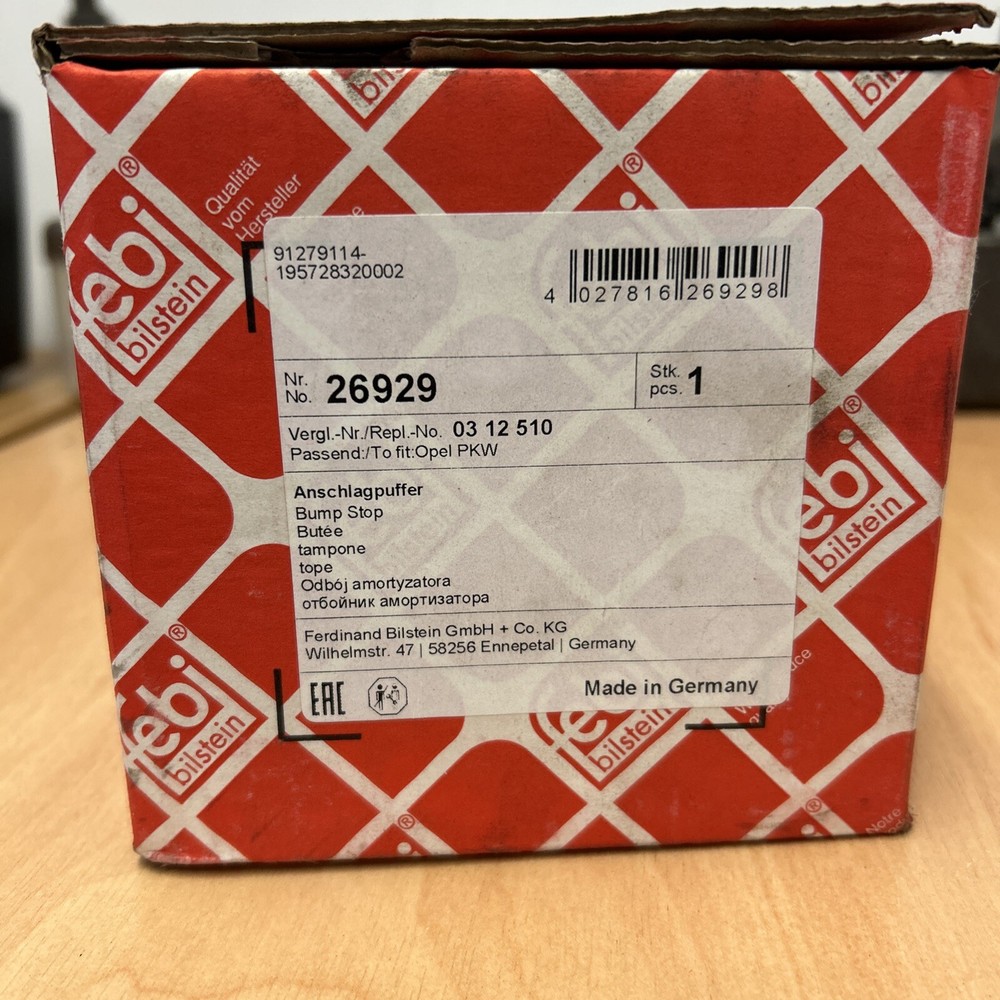 bilstein
bi
febi®
bilstein
Qualität
vom
Hersteller
®
91279114-
195728320002
4 027816 269298
Nr.
No. 26929
Stk.
pcs. 1
Vergl.-Nr./Repl.-No. 03 12 510
Passend:/To fit:Opel PKW
Anschlagpuffer
Bump Stop
Butée
tampone
tope
Odbój amortyzatora
отбойник амортизатора
Ferdinand Bilstein GmbH + Co. KG
Wilhelmstr. 47 | 58256 Ennepetal | Germany
EAC
Made in Germany
febi®
bilstein
febi®
bilstein
febi
bilstein
®
®
Notre